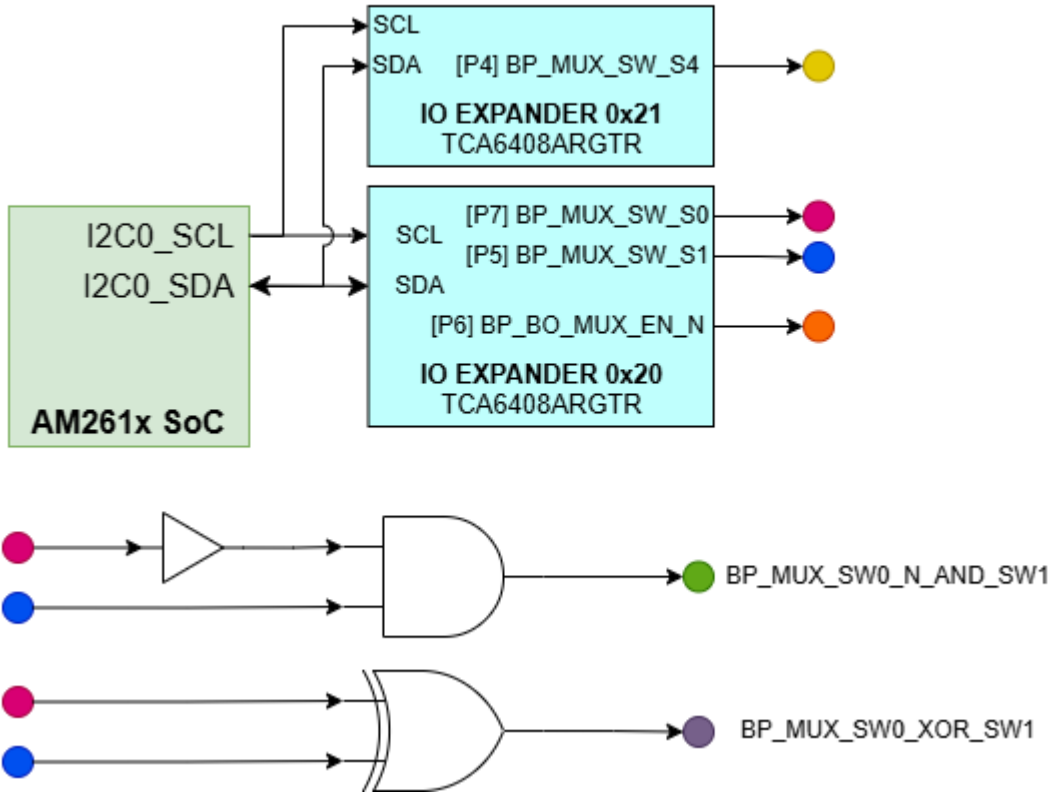 SCL
SDA [P4] BP_MUX_SW_S4
IO EXPANDER 0x21
TCA6408ARGTR
I2C0_SCL
I2C0_SDA
AM261x SoC
[P7] BP_MUX_SW_S0
SCL
[P5] BP_MUX_SW_S1
SDA
[P6] BP_BO_MUX_EN_N
IO EXPANDER 0x20
TCA6408ARGTR
BP_MUX_SW0_N_AND_SW1
BP_MUX_SW0_XOR_SW1